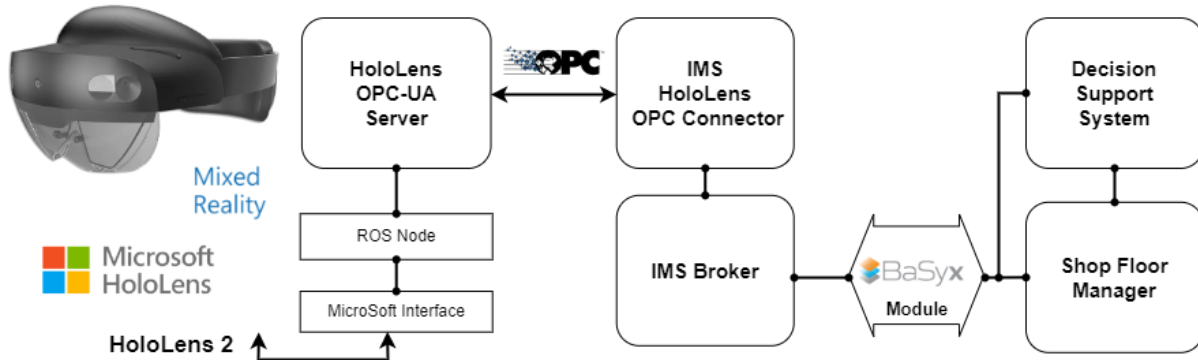 HoloLens
OPC-UA
Server
OPC
IMS
HoloLens
OPC Connector
Decision
Support
System
Mixed
Reality
ROS Node
Microsoft
HoloLens
MicroSoft Interface
HoloLens 2
IMS Broker
BaSyx
Module
Shop Floor
Manager